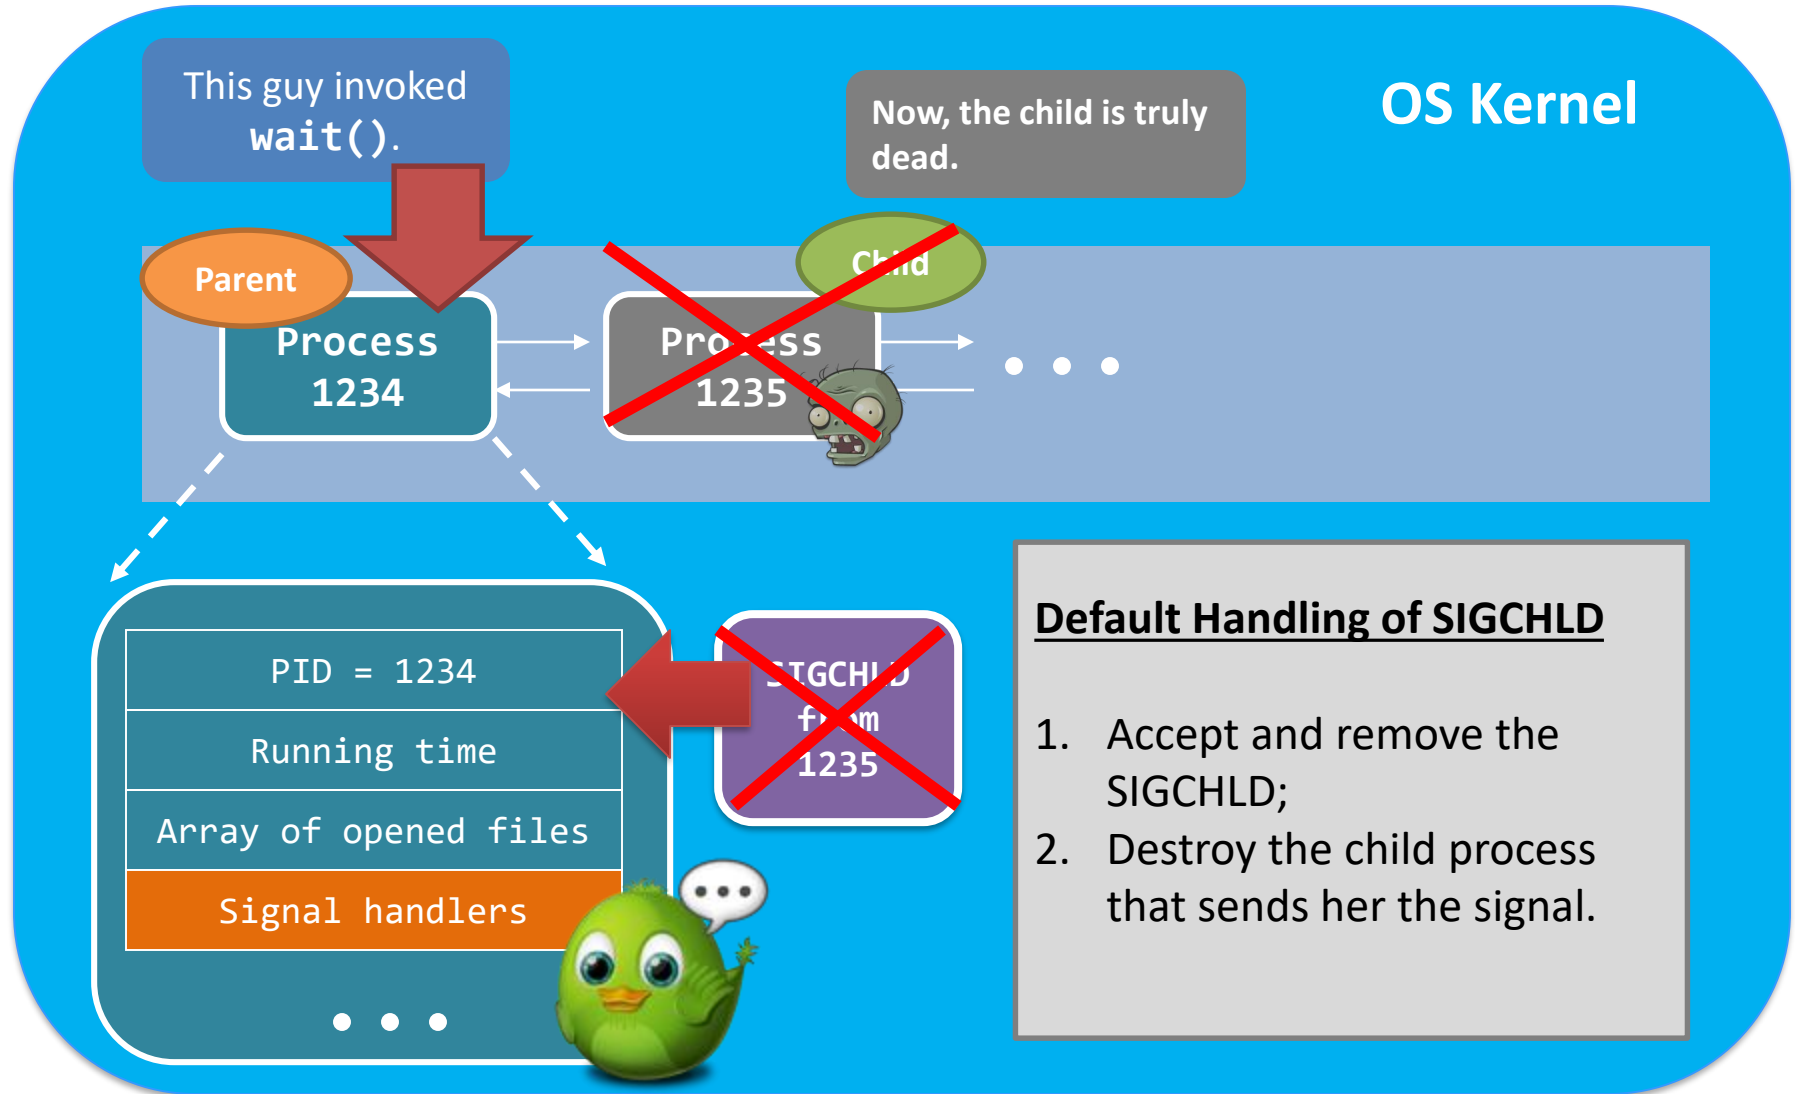 This guy invoked
wait().
Now, the child is truly
dead.
OS Kernel
Parent
Child
Process
1234
Process
1235
PID = 1234
Running time
Array of opened files
Signal handlers
SIGCHLD
from
1235
Default Handling of SIGCHLD
1. Accept and remove the
SIGCHLD;
2. Destroy the child process
that sends her the signal.